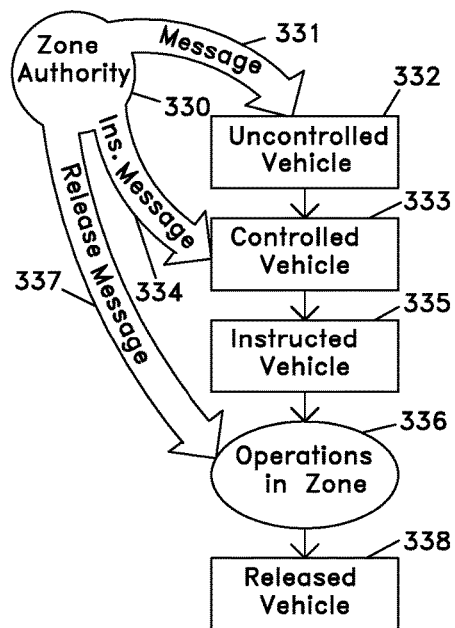 Zone
Authority
Message
331
330
332
Uncontrolled
Vehicle
Ins. Message
333
Controlled
Vehicle
Release Message
337
334
335
Instructed
Vehicle
336
Operations
in Zone
338
Released
Vehicle